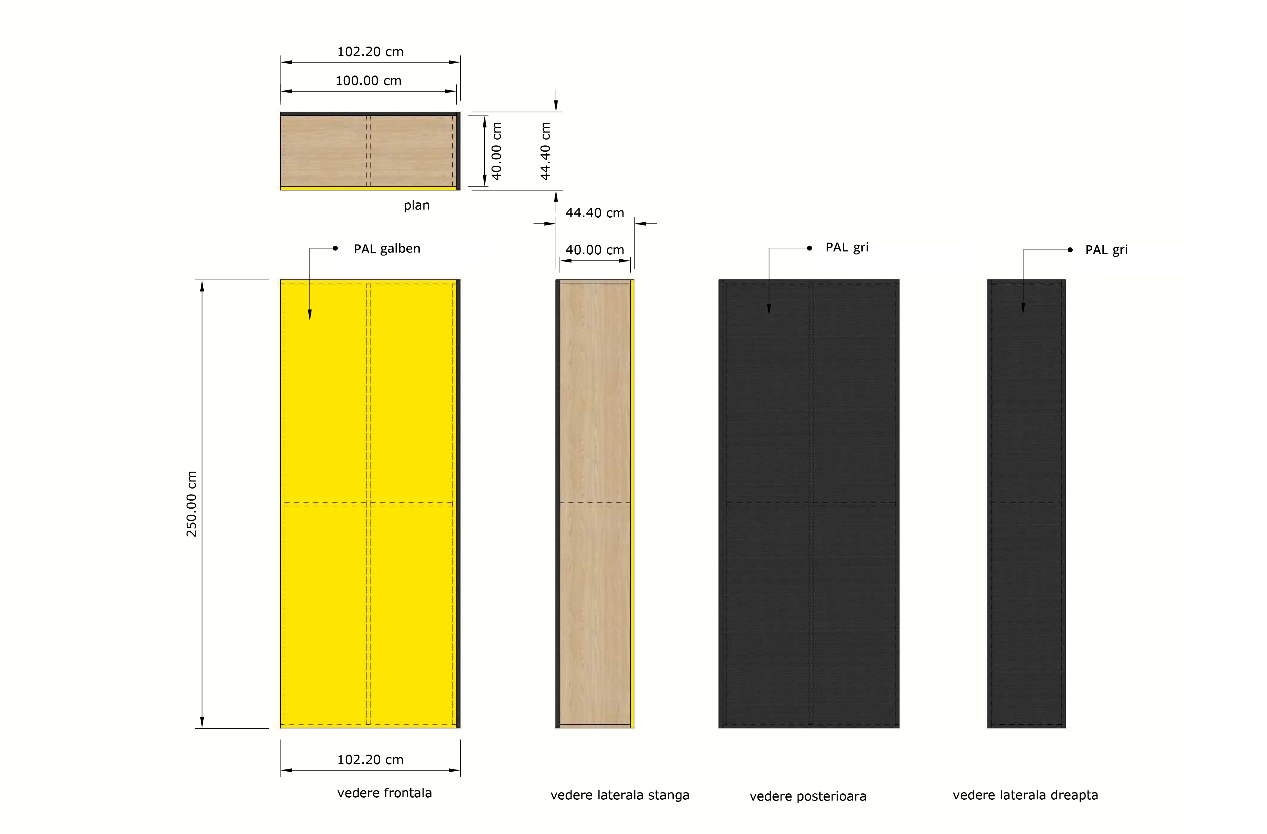 102.20 cm
100.00 cm
40.00 cm
44.40 cm
plan
44.40 cm
40.00 cm
PAL galben
PAL gri
PAL gri
250.00 cm
102.20 cm
vedere frontala
vedere laterala stanga
vedere posterioara
vedere laterala dreapta